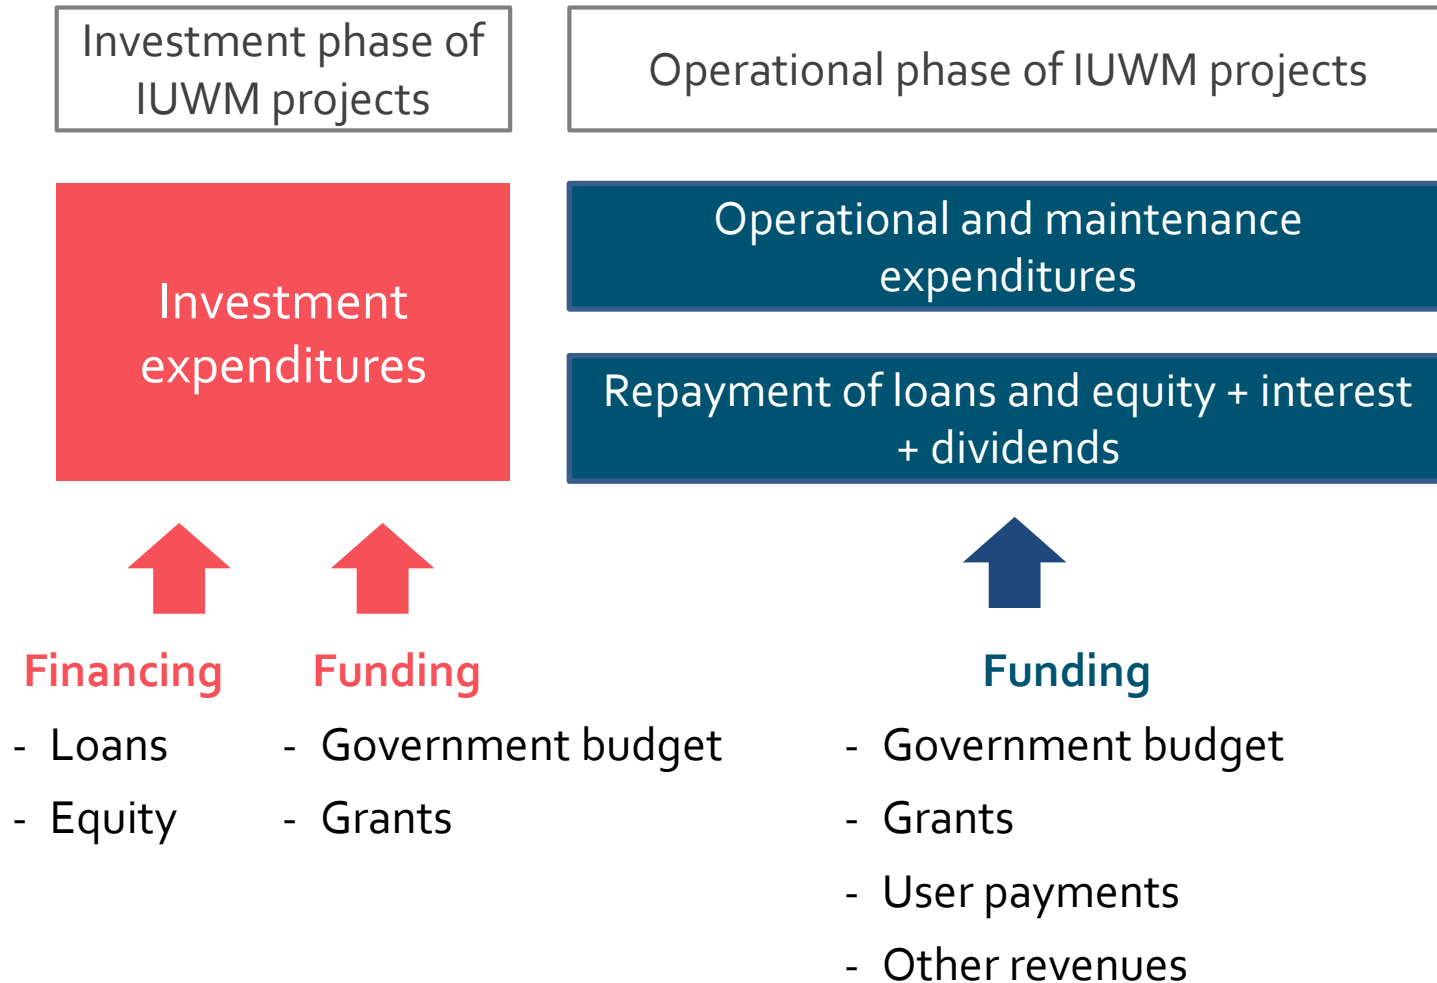 Investment phase of
IUWM projects
Operational phase of IUWM projects
Investment
expenditures
Operational and maintenance
expenditures
Repayment of loans and equity + interest
+ dividends
Financing
- Loans
- Equity
Funding
- Government budget
- Grants
Funding
- Government budget
- Grants
- User payments
- Other revenues